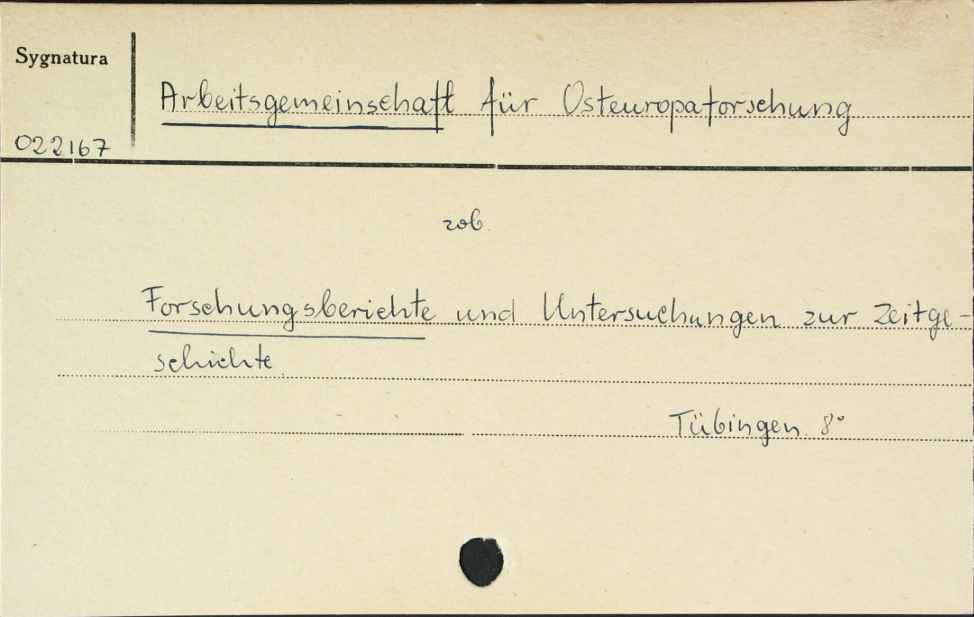 Sygnatura
Arbeitsgemeinschaft für Osteuropaforschung
022167
zob.
Forschungsberichte und Untersuchungen zur Zeitge-
schichte.
Tübingen 8°